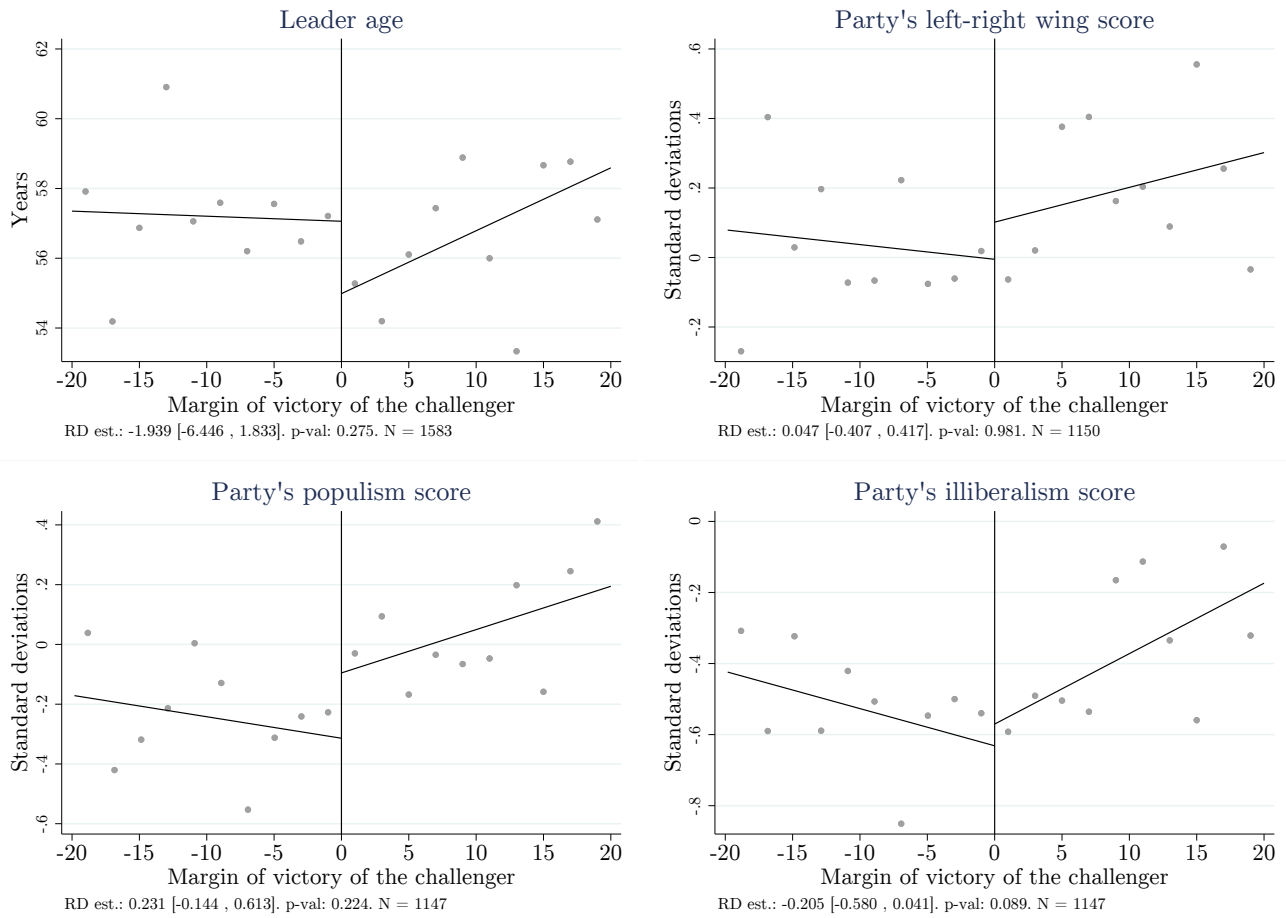 Leader age
Years
62
60
58
56
54
-20 -15 -10 -5 0 5 10 15 20
Margin of victory of the challenger
RD est.: -1.939 [-6.446 , 1.833]. p-val: 0.275. N = 1583
Party's left-right wing score
Standard deviations
.6
.4
.2
0
-.2
-20 -15 -10 -5 0 5 10 15 20
Margin of victory of the challenger
RD est.: 0.047 [-0.407 , 0.417]. p-val: 0.981. N = 1150
Party's populism score
Standard deviations
.4
.2
0
-.2
-.4
-.6
-20 -15 -10 -5 0 5 10 15 20
Margin of victory of the challenger
RD est.: 0.231 [-0.144 , 0.613]. p-val: 0.224. N = 1147
Party's illiberalism score
Standard deviations
0
-.2
-.4
-.6
-.8
-20 -15 -10 -5 0 5 10 15 20
Margin of victory of the challenger
RD est.: -0.205 [-0.580 , 0.041]. p-val: 0.089. N = 1147